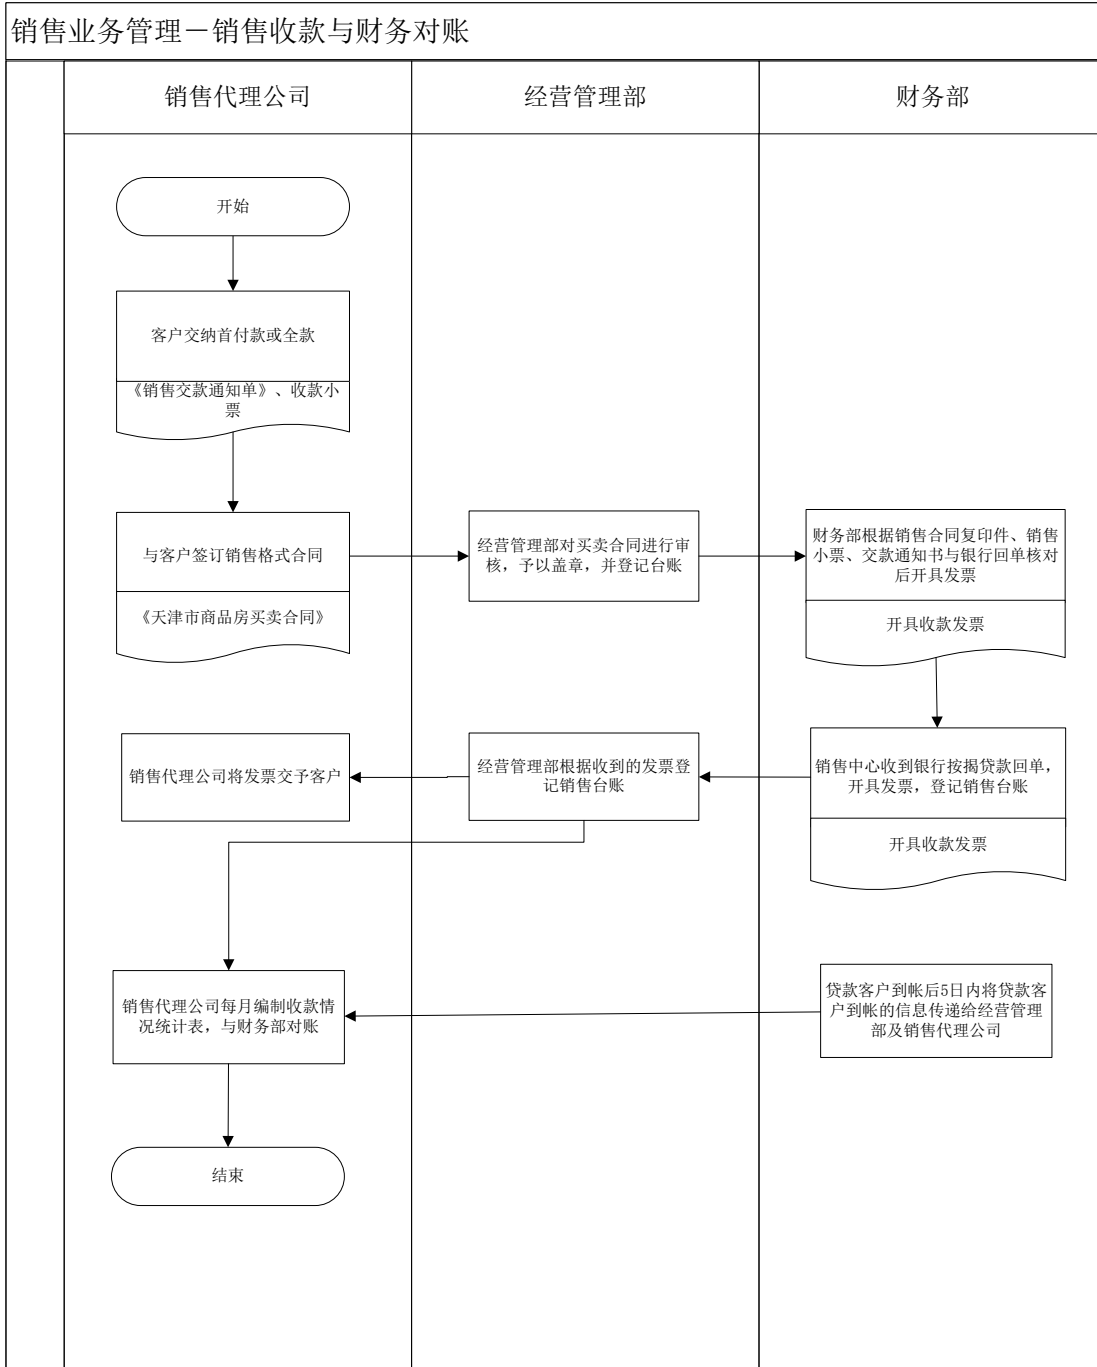 销售业务管理－销售收款与财务对账
销售代理公司
经营管理部
财务部
开始
客户交纳首付款或全款
《销售交款通知单》、收款小
票
与客户签订销售格式合同
《天津市商品房买卖合同》
经营管理部对买卖合同进行审
核，予以盖章，并登记台账
财务部根据销售合同复印件、销售
小票、交款通知书与银行回单核对
后开具发票
开具收款发票
销售代理公司将发票交予客户
经营管理部根据收到的发票登
记销售台账
销售中心收到银行按揭贷款回单，
开具发票，登记销售台账
开具收款发票
销售代理公司每月编制收款情
况统计表，与财务部对账
贷款客户到帐后5日内将贷款客
户到帐的信息传递给经营管理
部及销售代理公司
结束